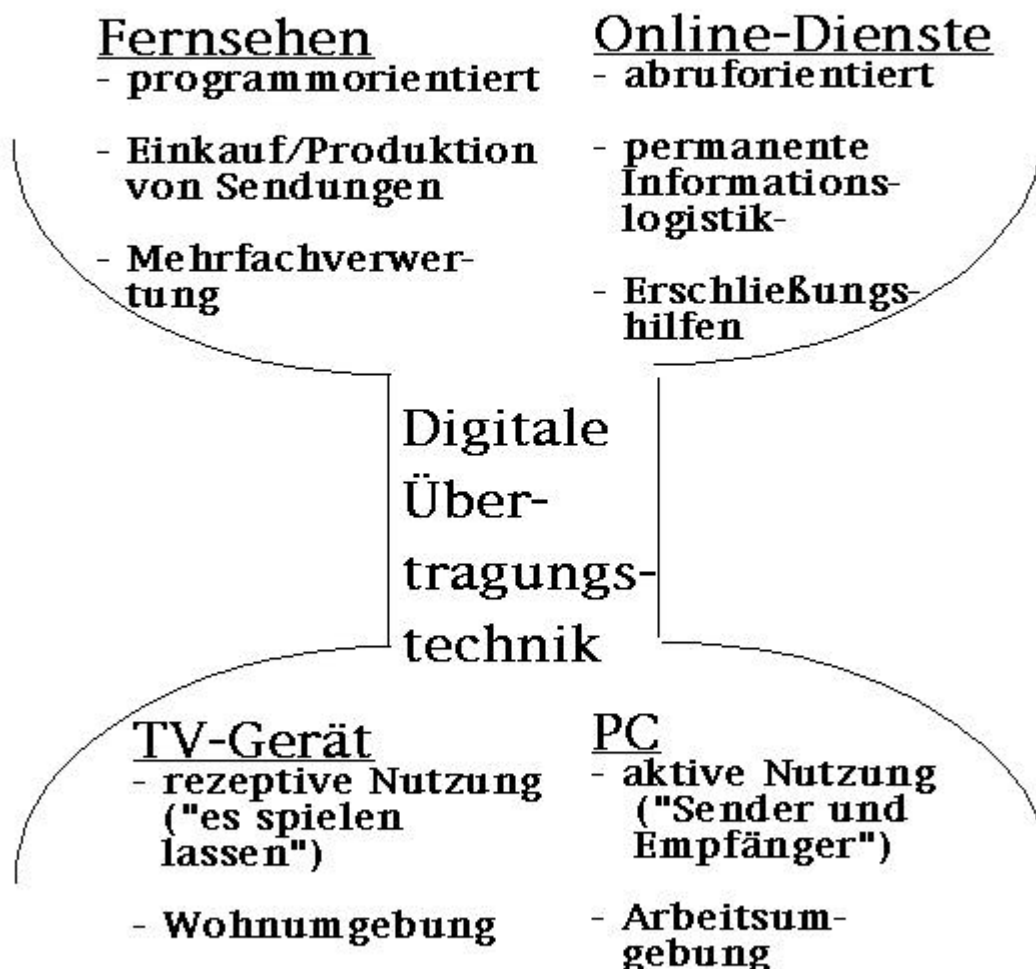 Fernsehen
- programmorientiert
- Einkauf/Produktion
von Sendungen
- Mehrfachverwer-
tung
Online-Dienste
- abruforientiert
- permanente
Informations-
logistik-
- Erschließungs-
hilfen
Digitale
Über-
tragungs-
technik
TV-Gerät
- rezeptive Nutzung
("es spielen
lassen")
- Wohnumgebung
PC
- aktive Nutzung
("Sender und
Empfänger")
- Arbeitsum-
gebung